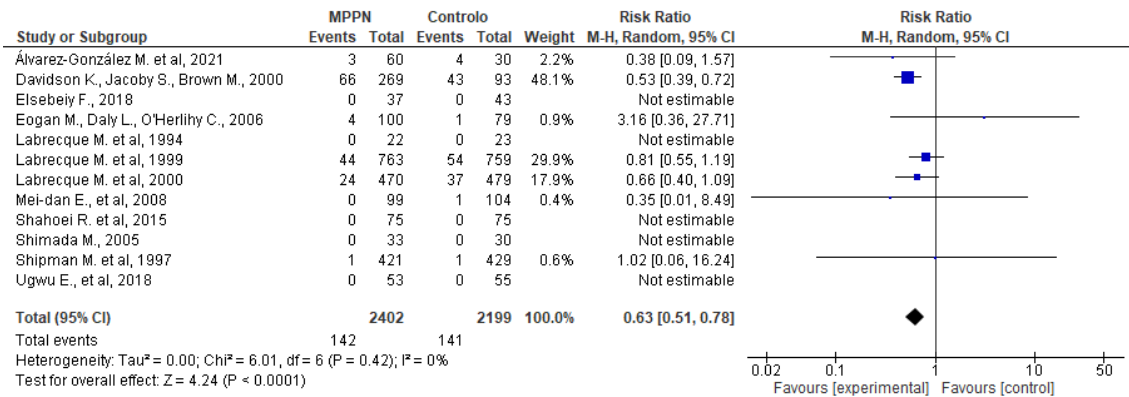 MPPN Controlo Risk Ratio Risk Ratio
Study or Subgroup Events Total Events Total Weight M-H, Random, 95% CI M-H, Random, 95% CI
Álvarez-González M. et al, 2021 3 60 4 30 2.2% 0.38 [0.09, 1.57]
Davidson K., Jacoby S., Brown M., 2000 66 269 43 93 48.1% 0.53 [0.39, 0.72]
Elsebeiy F., 2018 0 37 0 43 Not estimable
Eogan M., Daly L., O'Herlihy C., 2006 4 100 1 79 0.9% 3.16 [0.36, 27.71]
Labrecque M. et al, 1994 0 22 0 23 Not estimable
Labrecque M. et al, 1999 44 763 54 759 29.9% 0.81 [0.55, 1.19]
Labrecque M. et al, 2000 24 470 37 479 17.9% 0.66 [0.40, 1.09]
Mei-dan E., et al, 2008 0 99 1 104 0.4% 0.35 [0.01, 8.49]
Shahoei R. et al, 2015 0 75 0 75 Not estimable
Shimada M., 2005 0 33 0 30 Not estimable
Shipman M. et al, 1997 1 421 1 429 0.6% 1.02 [0.06, 16.24]
Ugwu E., et al, 2018 0 53 0 55 Not estimable
Total (95% CI) 2402 2199 100.0% 0.63 [0.51, 0.78]
Total events 142 141
Heterogeneity: Tau² = 0.00; Chi² = 6.01, df = 6 (P = 0.42); I² = 0%
Test for overall effect: Z = 4.24 (P < 0.0001)
0.02 0.1 1 10 50
Favours [experimental] Favours [control]